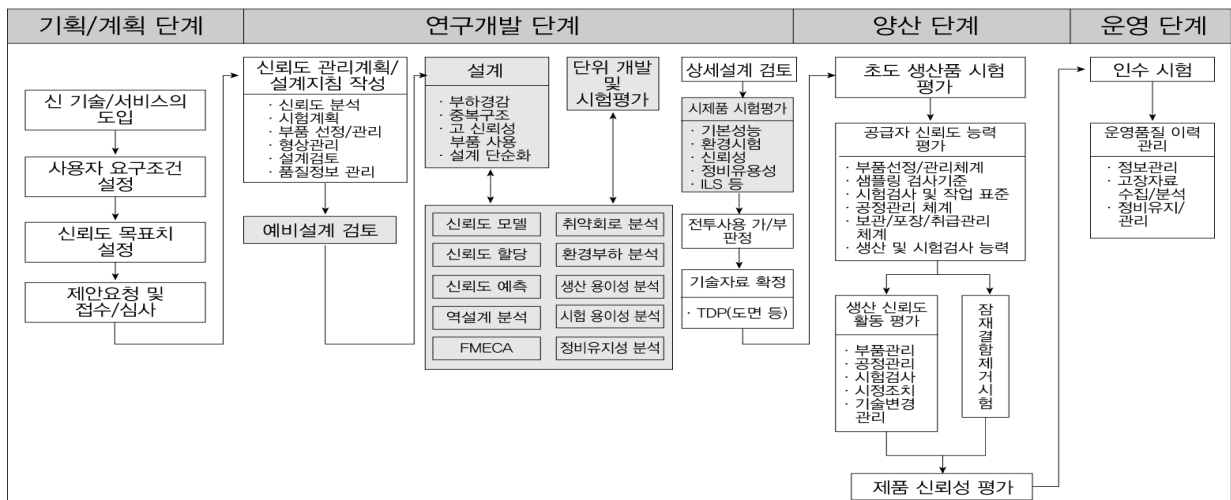 기획/계획 단계
신 기술/서비스의
도입
사용자 요구조건
설정
신뢰도 목표치
설정
제안요청 및
접수/심사
연구개발 단계
신뢰도 관리계획/
설계지침 작성
· 신뢰도 분석
· 시험계획
· 부품 선정/관리
· 형상관리
· 설계검토
· 품질정보 관리
예비설계 검토
설계
· 부하경감
· 중복구조
· 고 신뢰성
부품 사용
· 설계 단순화
단위 개발
및
시험평가
신뢰도 모델
신뢰도 할당
신뢰도 예측
역설계 분석
FMECA
취약회로 분석
환경부하 분석
생산 용이성 분석
시험 용이성 분석
정비유지성 분석
상세설계 검토
시제품 시험평가
· 기본성능
· 환경시험
· 신뢰성
· 정비유용성
· ILS 등
전투사용 가/부
판정
기술자료 확정
· TDP(도면 등)
양산 단계
초도 생산품 시험
평가
공급자 신뢰도 능력
평가
· 부품선정/관리체계
· 샘플링 검사기준
· 시험검사 및 작업 표준
· 공정관리 체계
· 보관/포장/취급관리
체계
· 생산 및 시험검사 능력
생산 신뢰도
활동 평가
· 부품관리
· 공정관리
· 시험검사
· 시정조치
· 기술변경
관리
잠재결함제거시험
제품 신뢰성 평가
운영 단계
인수 시험
운영품질 이력
관리
· 정보관리
· 고장자료
수집/분석
· 정비유지/
관리